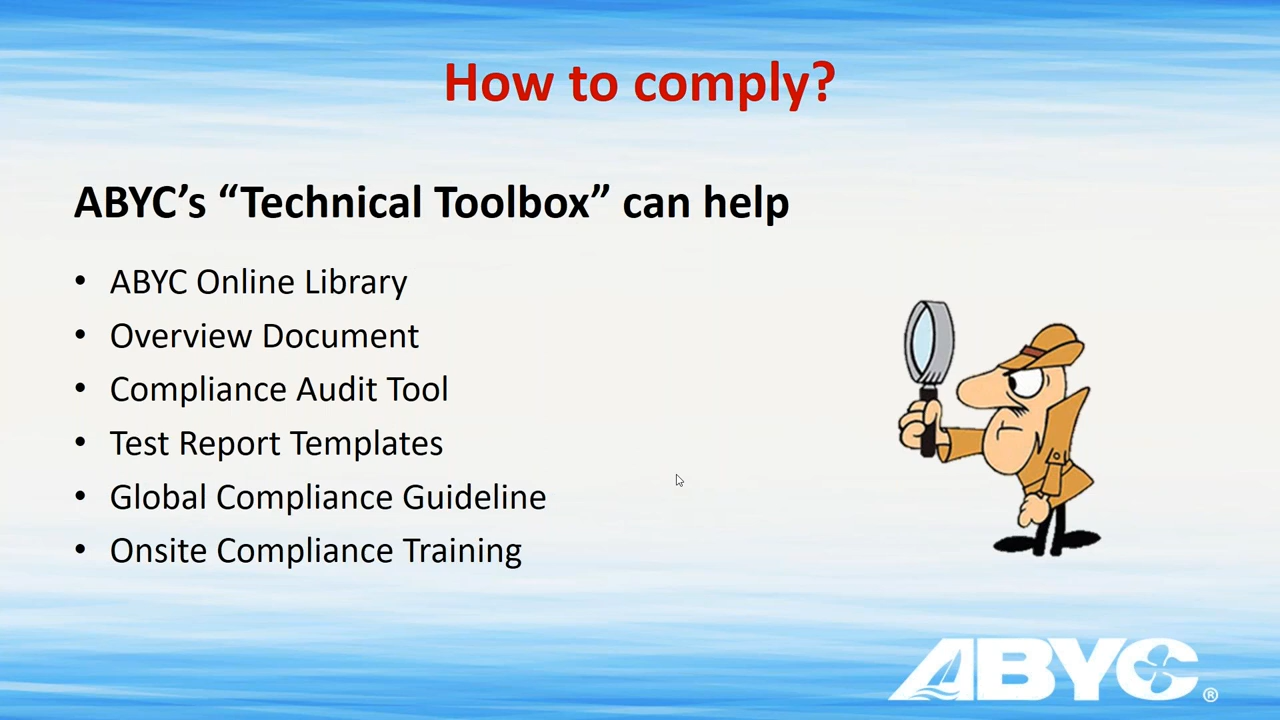 How to comply?
ABYC’s “Technical Toolbox” can help
• ABYC Online Library
• Overview Document
• Compliance Audit Tool
• Test Report Templates
• Global Compliance Guideline
• Onsite Compliance Training
ABYC®